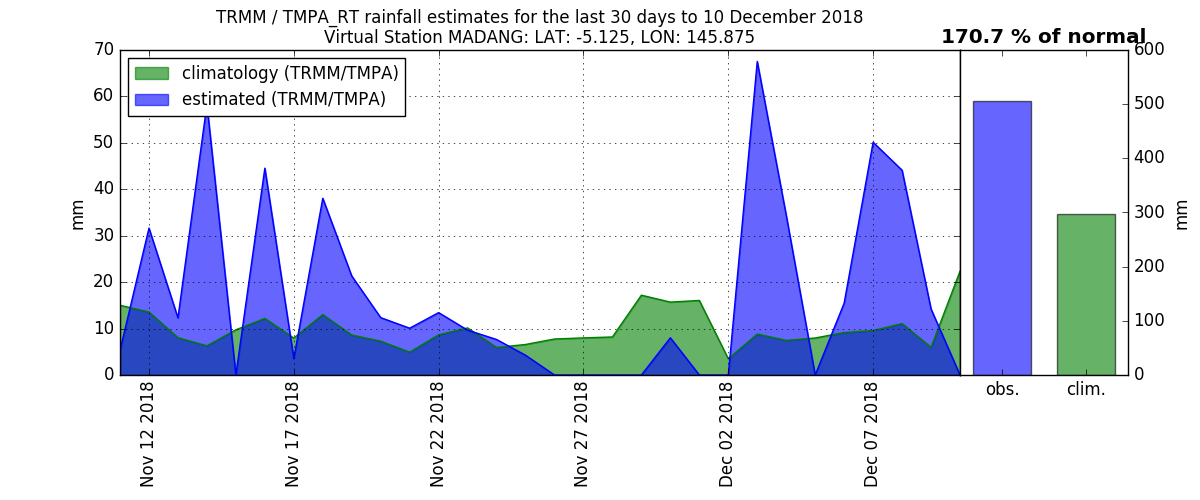 TRMM / TMPA_RT rainfall estimates for the last 30 days to 10 December 2018
Virtual Station MADANG: LAT: -5.125, LON: 145.875
170.7 % of normal
climatology (TRMM/TMPA)
estimated (TRMM/TMPA)
70
60
50
40
30
20
10
0
mm
Nov 12 2018
Nov 17 2018
Nov 22 2018
Nov 27 2018
Dec 02 2018
Dec 07 2018
600
500
400
300
200
100
0
mm
obs.
clim.